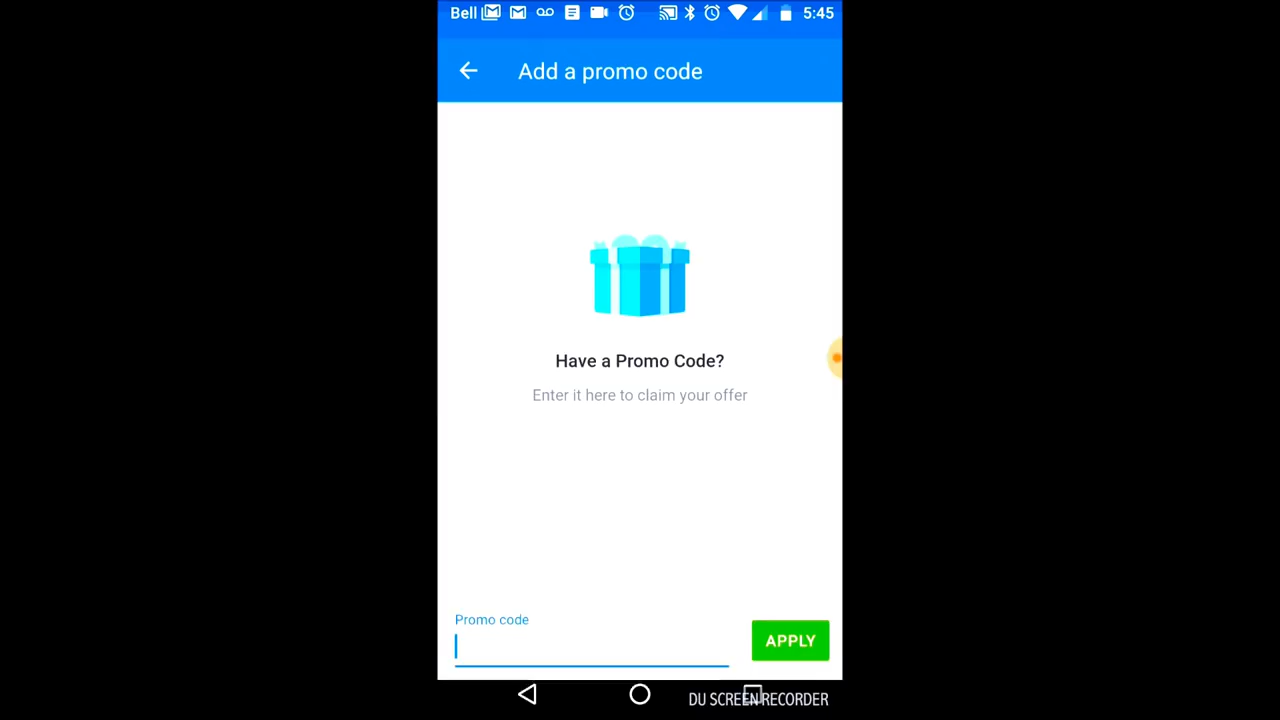 Bell 5:45
Add a promo code
Have a Promo Code?
Enter it here to claim your offer
Promo code
APPLY
DU SCREEN RECORDER